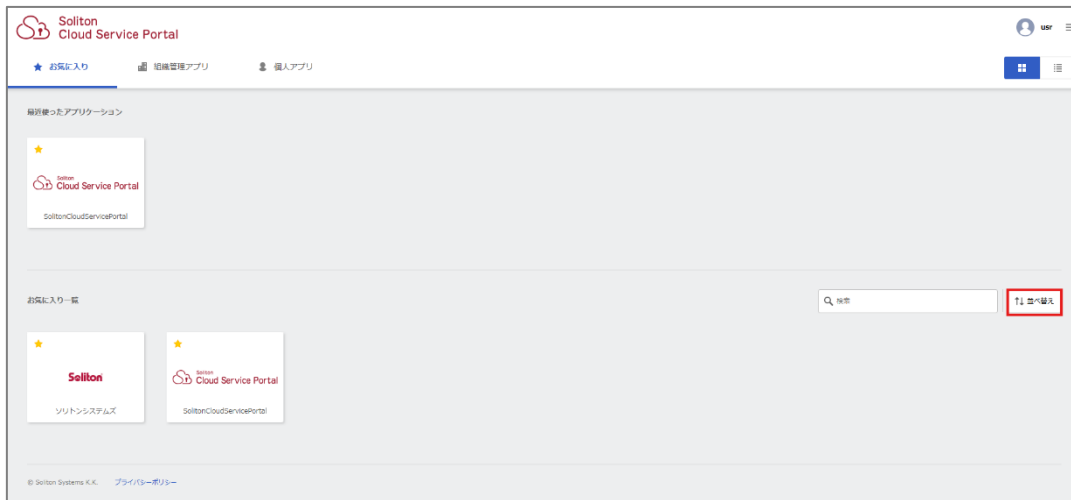 Soliton
Cloud Service Portal
usr
お気に入り
組織管理アプリ
個人アプリ
最近使ったアプリケーション
Soliton
Cloud Service Portal
SolitonCloudServicePortal
お気に入り一覧
検索
並べ替え
Soliton
ソリトンシステムズ
Soliton
Cloud Service Portal
SolitonCloudServicePortal
© Soliton Systems K.K.
プライバシーポリシー